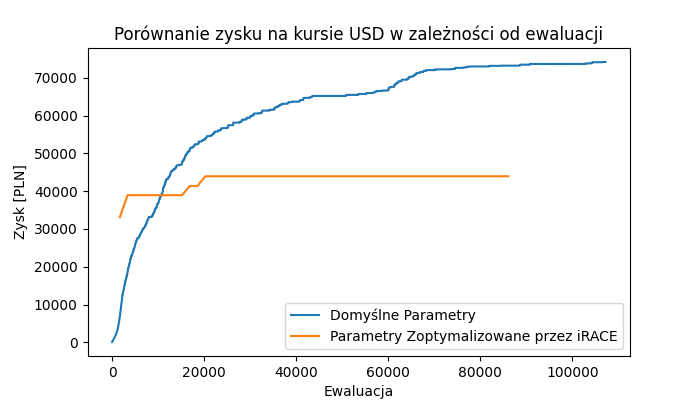 Porównanie zysku na kursie USD w zależności od ewaluacji
Zysk [PLN]
70000
60000
50000
40000
30000
20000
10000
0
0 20000 40000 60000 80000 100000
Ewaluacja
Domyślne Parametry
Parametry Zoptymalizowane przez iRACE